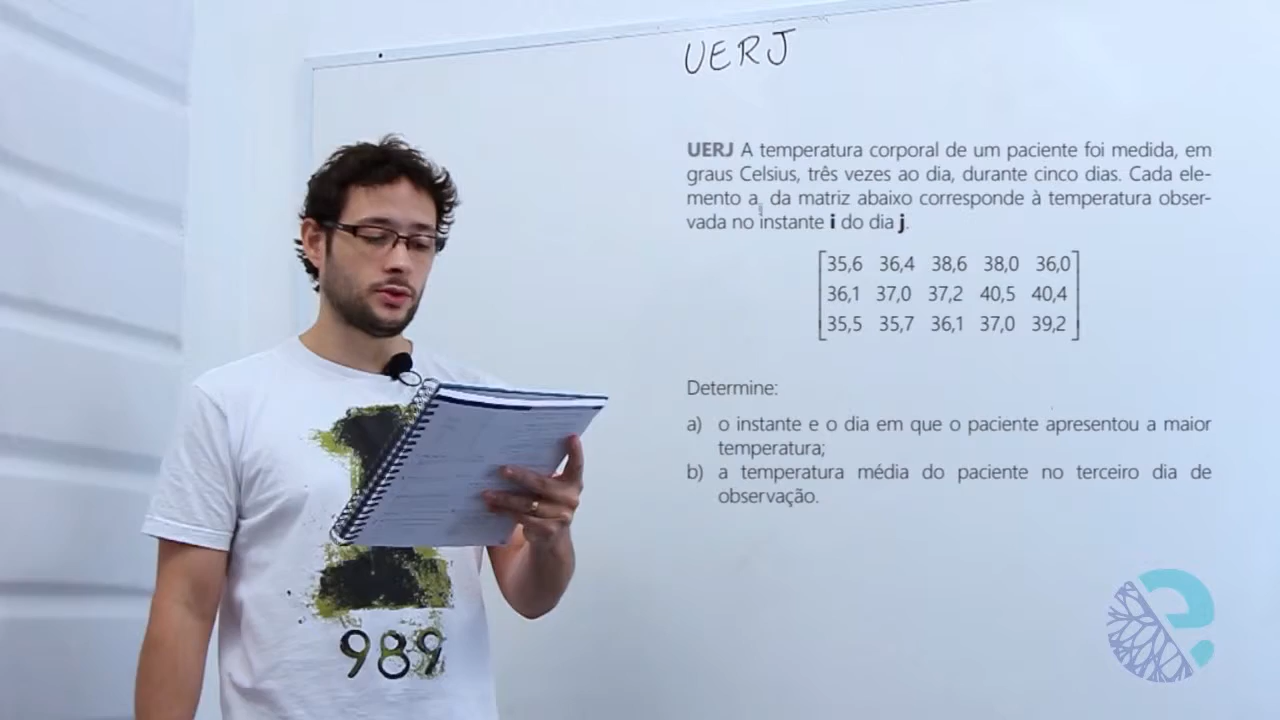 UERJ
UERJ A temperatura corporal de um paciente foi medida, em
graus Celsius, três vezes ao dia, durante cinco dias. Cada ele-
mento aij da matriz abaixo corresponde à temperatura obser-
vada no instante i do dia j.
35,6 36,4 38,6 38,0 36,0
36,1 37,0 37,2 40,5 40,4
35,5 35,7 36,1 37,0 39,2
Determine:
a) o instante e o dia em que o paciente apresentou a maior
temperatura;
b) a temperatura média do paciente no terceiro dia de
observação.
989